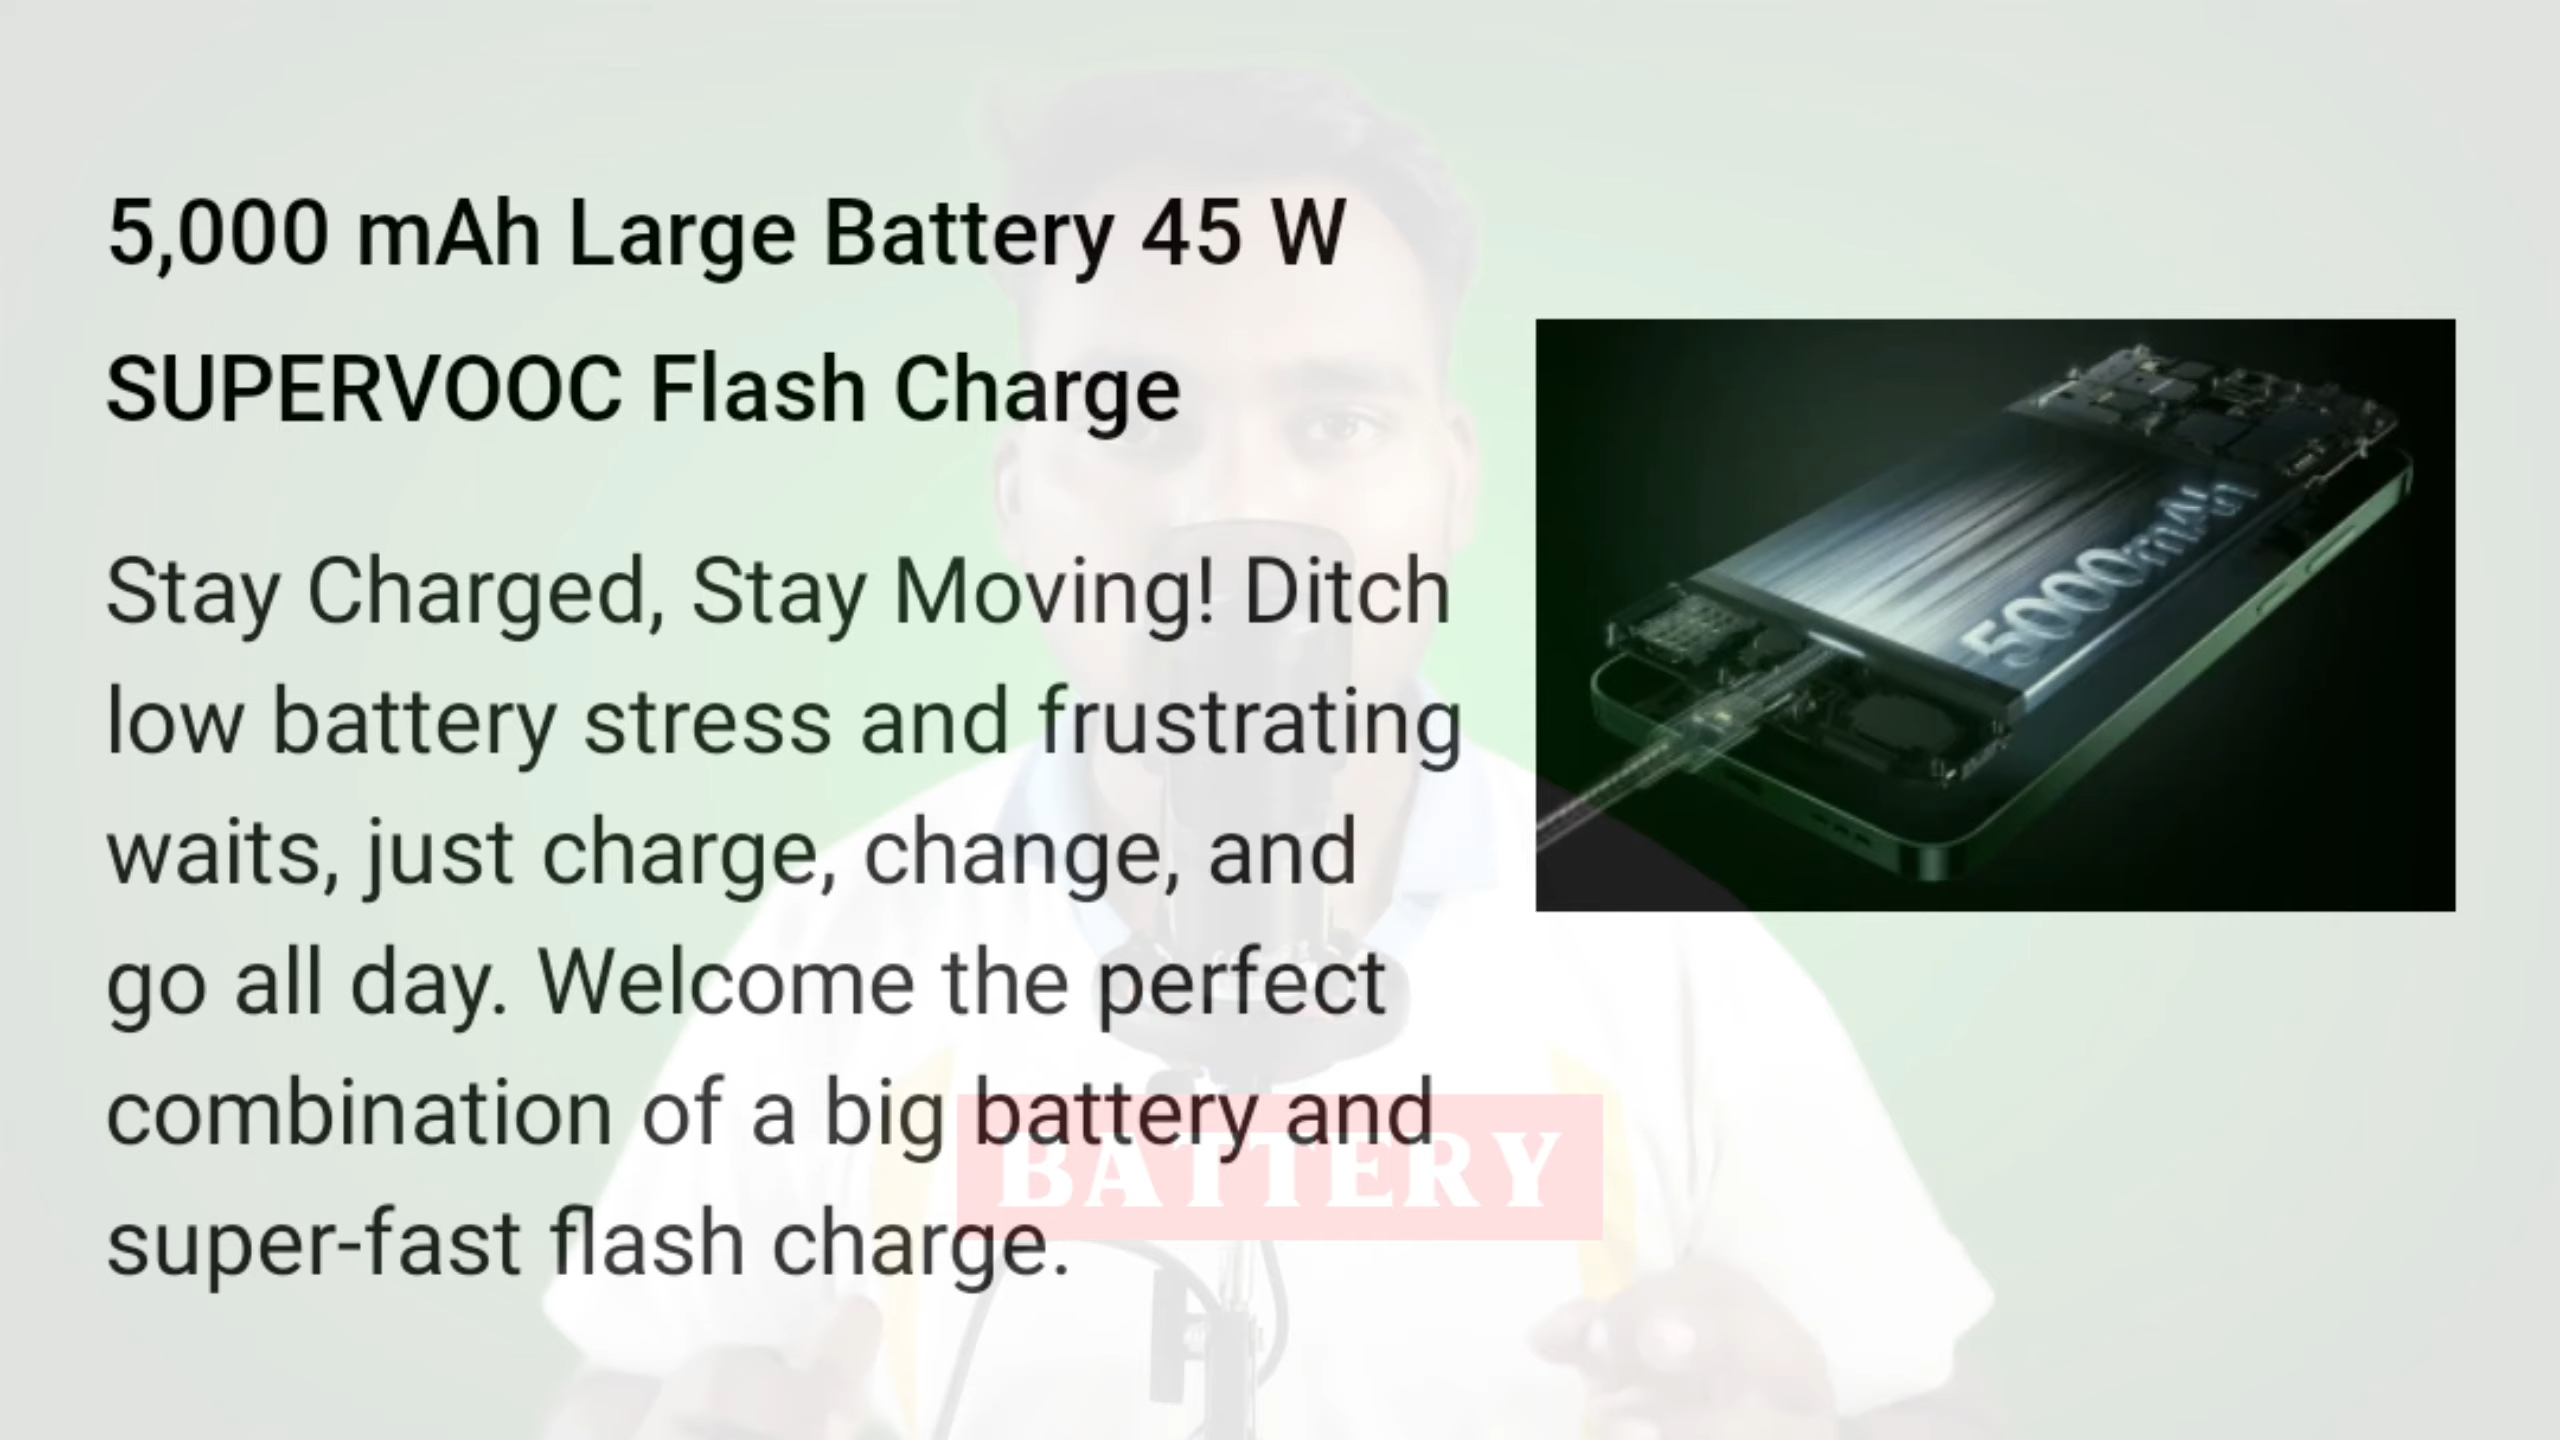 5,000 mAh Large Battery 45 W
SUPERVOOC Flash Charge
Stay Charged, Stay Moving! Ditch
low battery stress and frustrating
waits, just charge, change, and
go all day. Welcome the perfect
combination of a big battery and
super-fast flash charge.
5000mAh
BATTERY